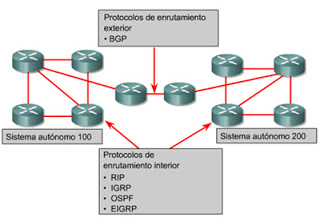 Protocolos de enrutamiento
exterior
• BGP
Sistema autónomo 100
Sistema autónomo 200
Protocolos de
enrutamiento interior
• RIP
• IGRP
• OSPF
• EIGRP